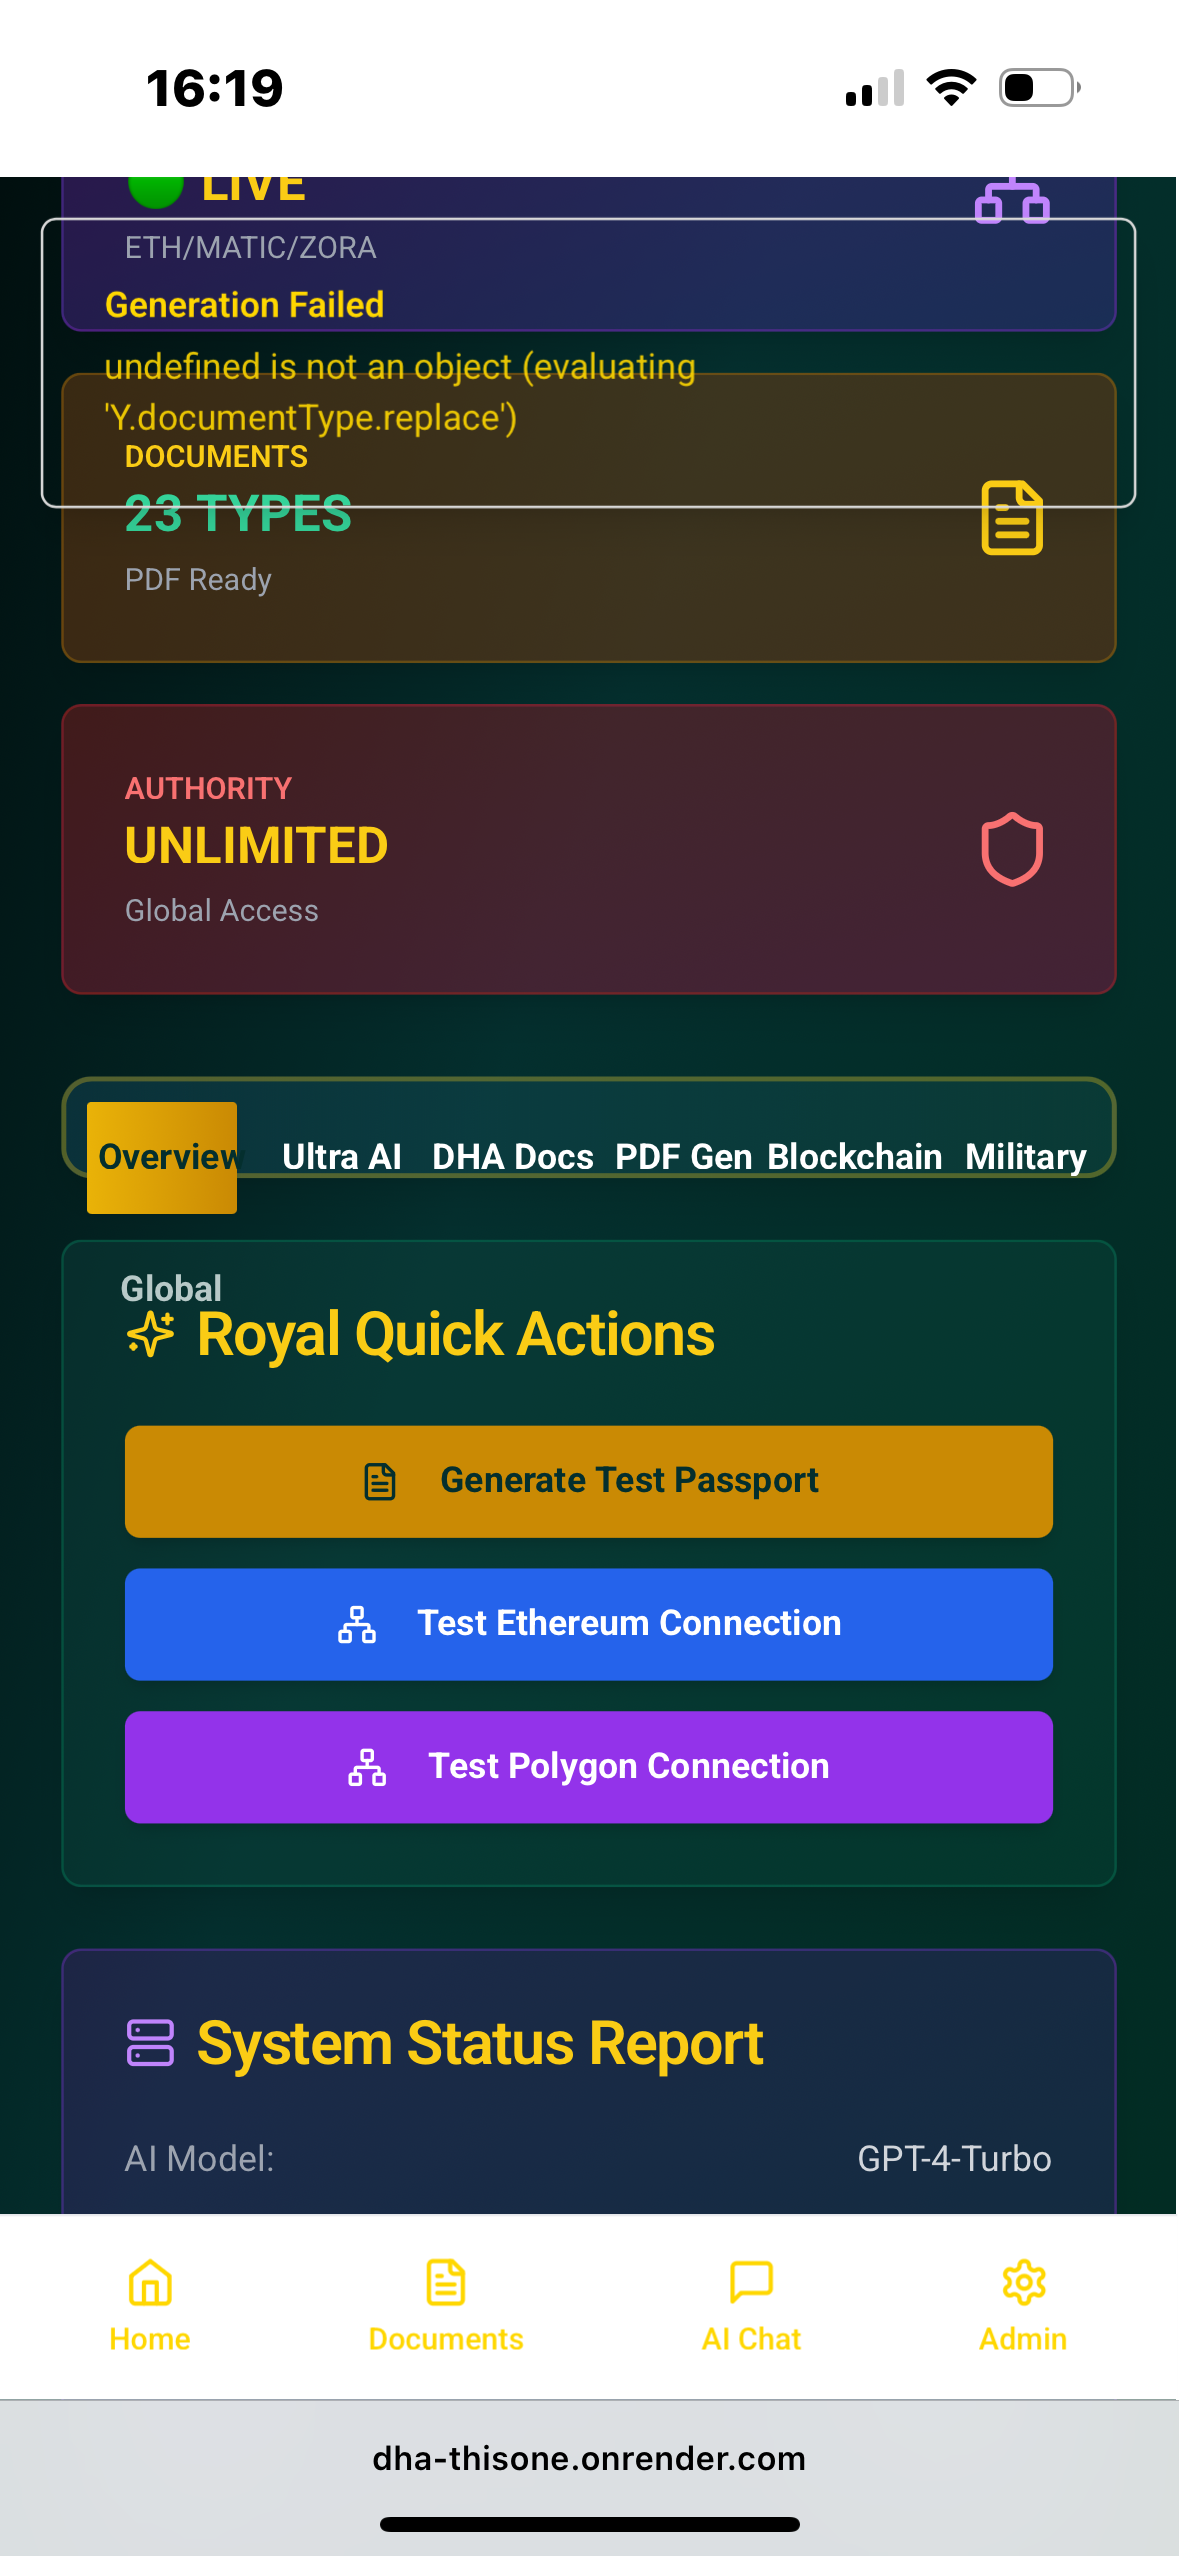 16:19
LIVE
ETH/MATIC/ZORA
Generation Failed
undefined is not an object (evaluating
'Y.documentType.replace')
DOCUMENTS
23 TYPES
PDF Ready
AUTHORITY
UNLIMITED
Global Access
Overview Ultra AI DHA Docs PDF Gen Blockchain Military
Global
Royal Quick Actions
Generate Test Passport
Test Ethereum Connection
Test Polygon Connection
System Status Report
AI Model: GPT-4-Turbo
Home Documents AI Chat Admin
dha-thisone.onrender.com